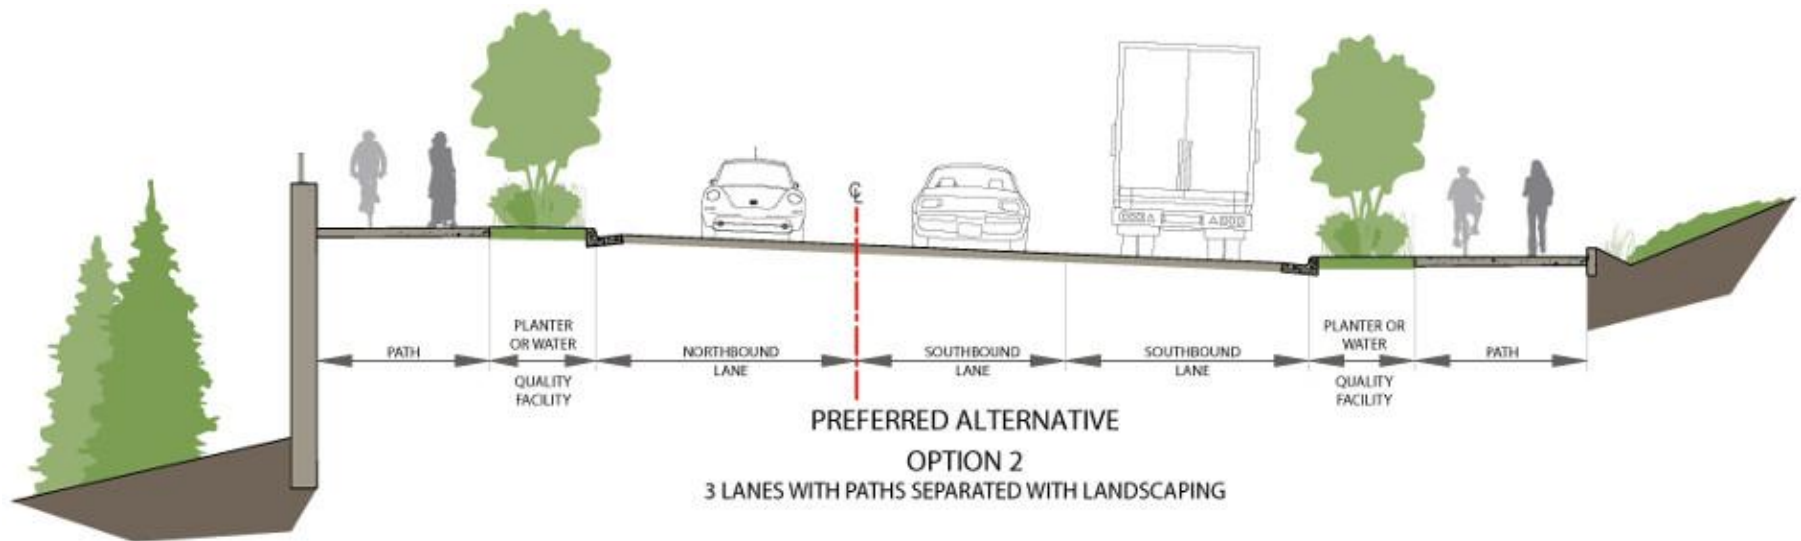 ℄
PATH
PLANTER
OR WATER
QUALITY
FACILITY
NORTHBOUND
LANE
SOUTHBOUND
LANE
SOUTHBOUND
LANE
PLANTER OR
WATER
QUALITY
FACILITY
PATH
PREFERRED ALTERNATIVE
OPTION 2
3 LANES WITH PATHS SEPARATED WITH LANDSCAPING